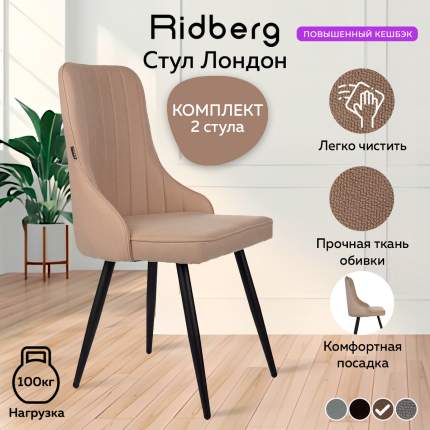 Ridberg
ПОВЫШЕННЫЙ КЕШБЭК
Стул Лондон
КОМПЛЕКТ
2 стула
Легко чистить
Прочная ткань
обивки
Комфортная
посадка
100кг
Нагрузка